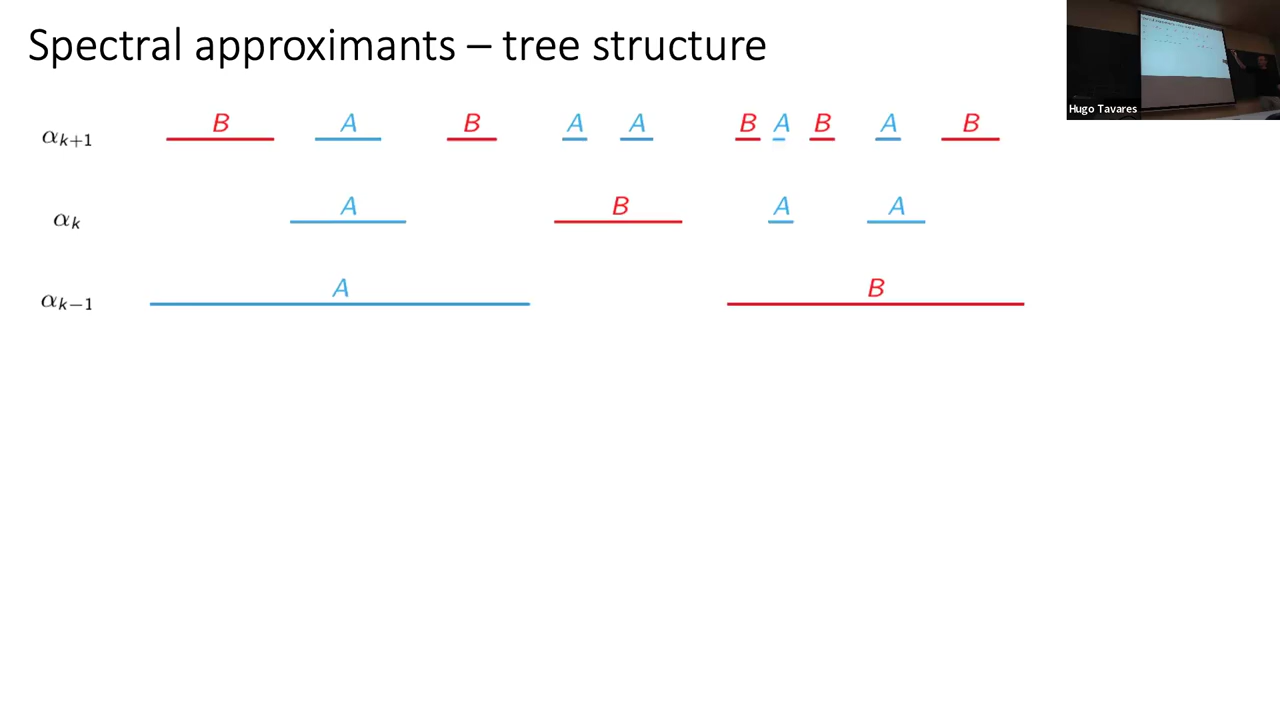 Spectral approximants – tree structure
Hugo Tavares
α_{k+1} B A B A A B A B A B
α_k A B A A
α_{k−1} A B